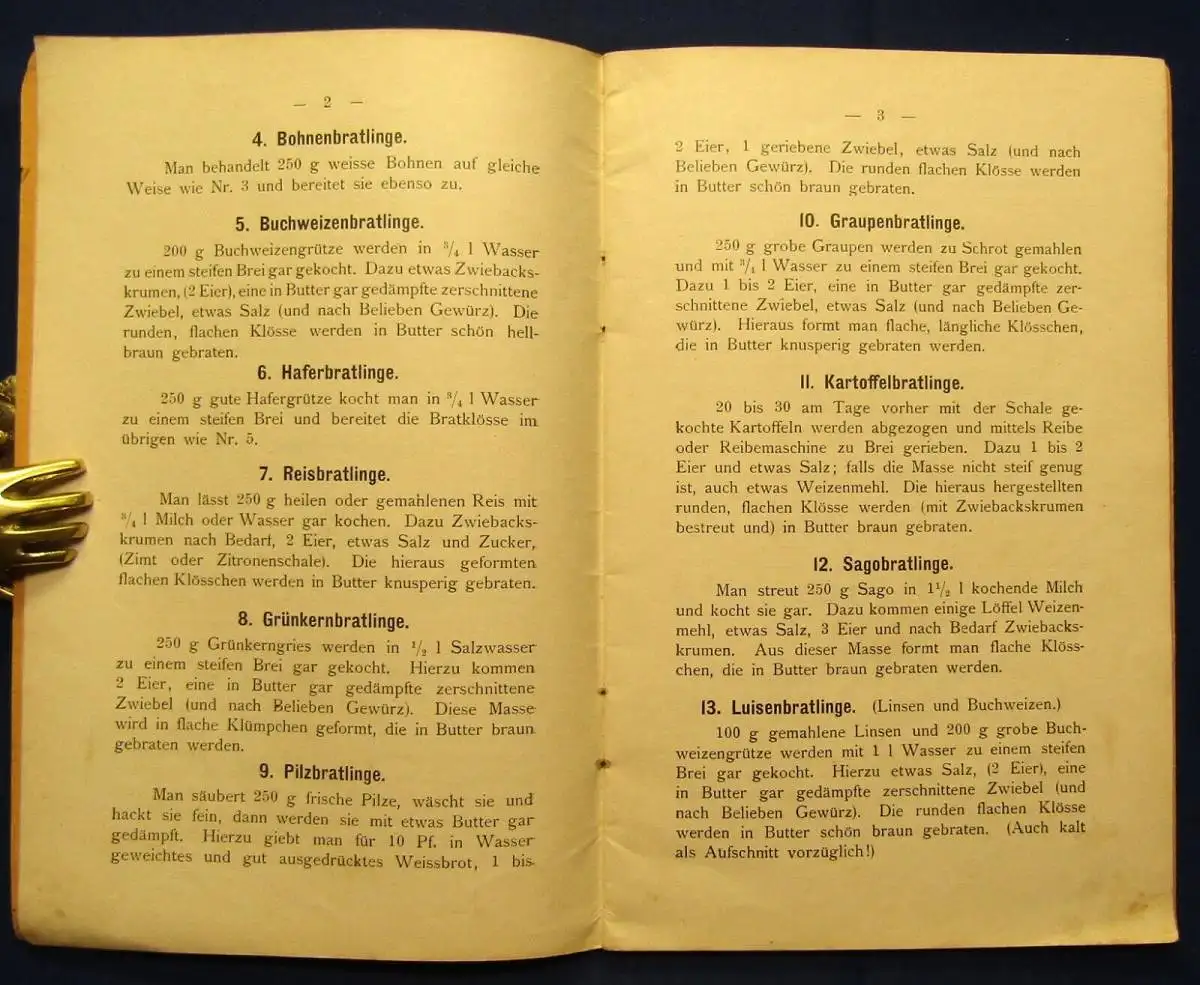 — 2 —
4. Bohnenbratlinge.
Man behandelt 250 g weisse Bohnen auf gleiche
Weise wie Nr. 3 und bereitet sie ebenso zu.
5. Buchweizenbratlinge.
200 g Buchweizengrütze werden in 3/4 l Wasser
zu einem steifen Brei gar gekocht. Dazu etwas Zwiebacks-
krumen, (2 Eier), eine in Butter gar gedämpfte zerschnittene
Zwiebel, etwas Salz (und nach Belieben Gewürz). Die
runden, flachen Klösse werden in Butter schön hell-
braun gebraten.
6. Haferbratlinge.
250 g gute Hafergrütze kocht man in 3/4 l Wasser
zu einem steifen Brei und bereitet die Bratklösse im
übrigen wie Nr. 5.
7. Reisbratlinge.
Man lässt 250 g heilen oder gemahlenen Reis mit
3/4 l Milch oder Wasser gar kochen. Dazu Zwiebacks-
krumen nach Bedarf, 2 Eier, etwas Salz und Zucker,
(Zimt oder Zitronenschale). Die hieraus geformten
flachen Klösschen werden in Butter knusperig gebraten.
8. Grünkernbratlinge.
250 g Grünkerngries werden in 1/2 l Salzwasser
zu einem steifen Brei gar gekocht. Hierzu kommen
2 Eier, eine in Butter gar gedämpfte zerschnittene
Zwiebel (und nach Belieben Gewürz). Diese Masse
wird in flache Klümpchen geformt, die in Butter braun
gebraten werden.
9. Pilzbratlinge.
Man säubert 250 g frische Pilze, wäscht sie und
hackt sie fein, dann werden sie mit etwas Butter gar
gedämpft. Hierzu giebt man für 10 Pf. in Wasser
geweichtes und gut ausgedrücktes Weissbrot, 1 bis
— 3 —
2 Eier, 1 geriebene Zwiebel, etwas Salz (und nach
Belieben Gewürz). Die runden flachen Klösse werden
in Butter schön braun gebraten.
10. Graupenbratlinge.
250 g grobe Graupen werden zu Schrot gemahlen
und mit 3/4 l Wasser zu einem steifen Brei gar gekocht.
Dazu 1 bis 2 Eier, eine in Butter gar gedämpfte zer-
schnittene Zwiebel, etwas Salz (und nach Belieben Ge-
würz). Hieraus formt man flache, längliche Klösschen,
die in Butter knusperig gebraten werden.
11. Kartoffelbratlinge.
20 bis 30 am Tage vorher mit der Schale ge-
kochte Kartoffeln werden abgezogen und mittels Reibe
oder Reibemaschine zu Brei gerieben. Dazu 1 bis 2
Eier und etwas Salz; falls die Masse nicht steif genug
ist, auch etwas Weizenmehl. Die hieraus hergestellten
runden, flachen Klösse werden (mit Zwiebackskrumen
bestreut und) in Butter braun gebraten.
12. Sagobratlinge.
Man streut 250 g Sago in 1 1/2 l kochende Milch
und kocht sie gar. Dazu kommen einige Löffel Weizen-
mehl, etwas Salz, 3 Eier und nach Bedarf Zwiebacks-
krumen. Aus dieser Masse formt man flache Klöss-
chen, die in Butter braun gebraten werden.
13. Luisenbratlinge. (Linsen und Buchweizen.)
100 g gemahlene Linsen und 200 g grobe Buch-
weizengrütze werden mit 1 l Wasser zu einem steifen
Brei gar gekocht. Hierzu etwas Salz, (2 Eier), eine
in Butter gar gedämpfte zerschnittene Zwiebel (und
nach Belieben Gewürz). Die runden flachen Klösse
werden in Butter schön braun gebraten. (Auch kalt
als Aufschnitt vorzüglich!)